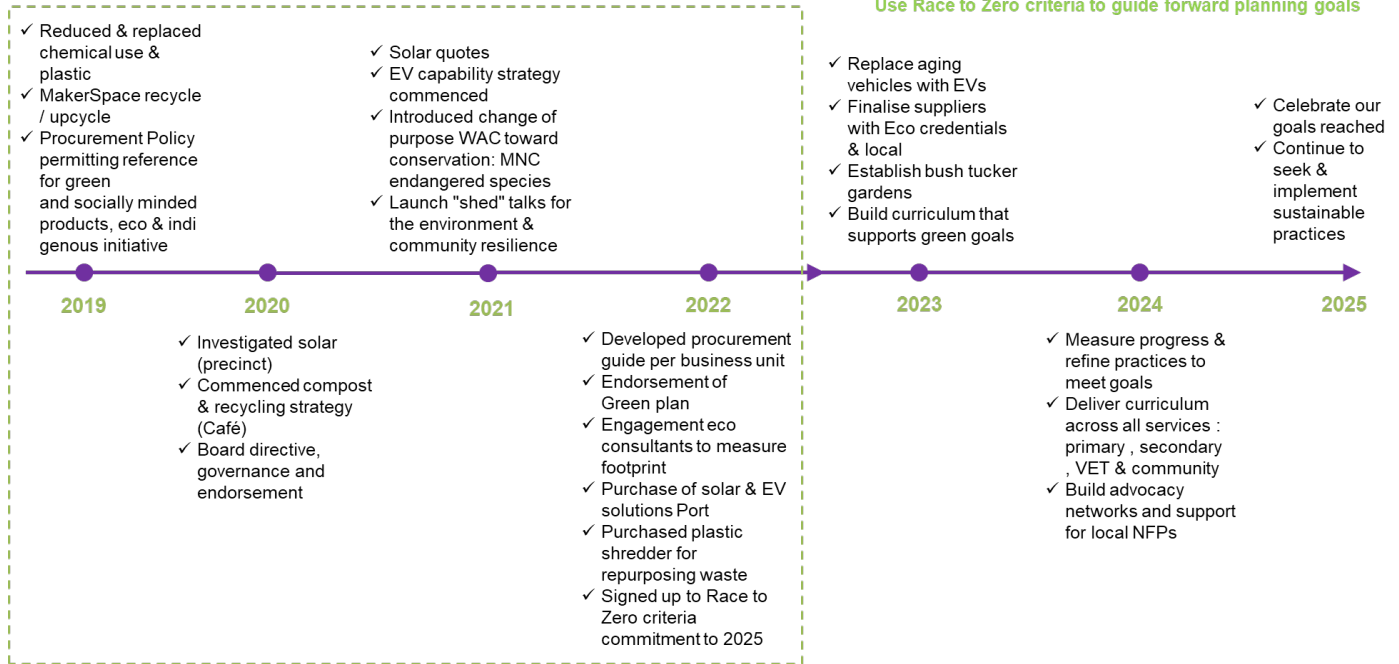 Use Race to Zero criteria to guide forward planning goals
✓ Reduced & replaced
chemical use &
plastic
✓ MakerSpace recycle
/ upcycle
✓ Procurement Policy
permitting reference
for green
and socially minded
products, eco & indi
genous initiative
✓ Solar quotes
✓ EV capability strategy
commenced
✓ Introduced change of
purpose WAC toward
conservation: MNC
endangered species
✓ Launch "shed" talks for
the environment &
community resilience
✓ Replace aging
vehicles with EVs
✓ Finalise suppliers
with Eco credentials
& local
✓ Establish bush tucker
gardens
✓ Build curriculum that
supports green goals
✓ Celebrate our
goals reached
✓ Continue to
seek &
implement
sustainable
practices
2019
2020
2021
2022
2023
2024
2025
✓ Investigated solar
(precinct)
✓ Commenced compost
& recycling strategy
(Café)
✓ Board directive,
governance and
endorsement
✓ Developed procurement
guide per business unit
✓ Endorsement of
Green plan
✓ Engagement eco
consultants to measure
footprint
✓ Purchase of solar & EV
solutions Port
✓ Purchased plastic
shredder for
repurposing waste
✓ Signed up to Race to
Zero criteria
commitment to 2025
✓ Measure progress &
refine practices to
meet goals
✓ Deliver curriculum
across all services :
primary , secondary
, VET & community
✓ Build advocacy
networks and support
for local NFPs